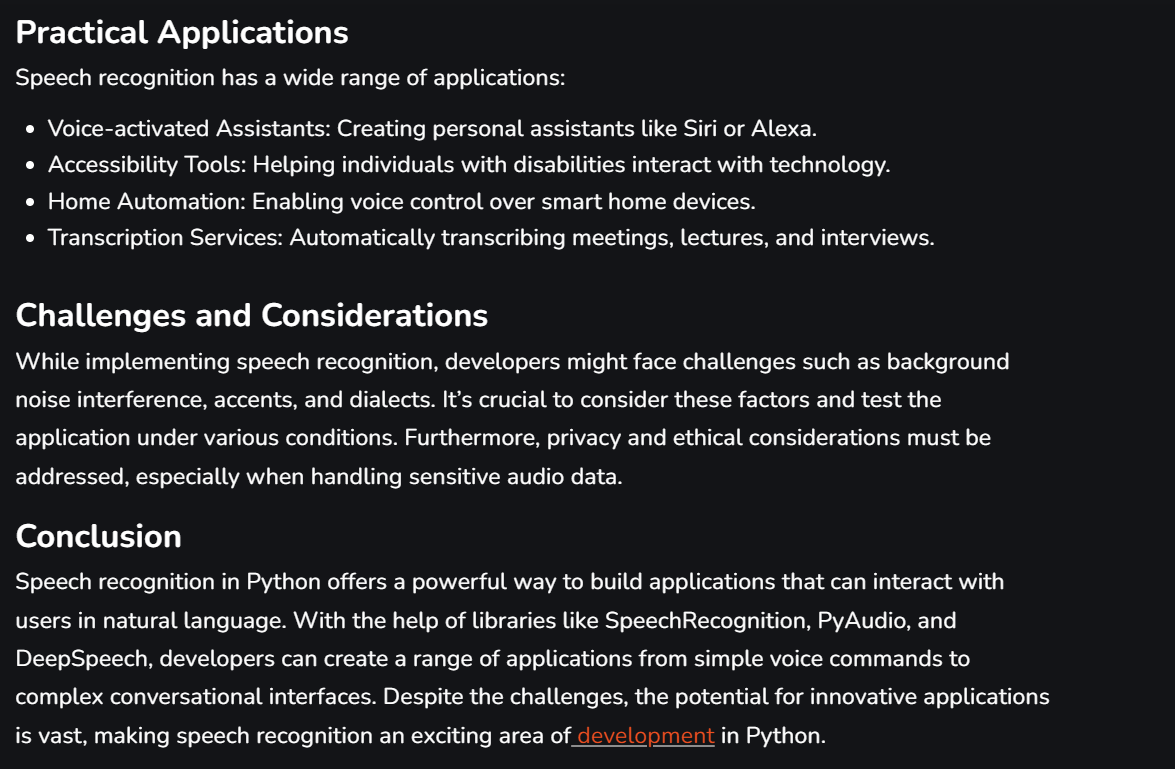 Practical Applications
Speech recognition has a wide range of applications:
• Voice-activated Assistants: Creating personal assistants like Siri or Alexa.
• Accessibility Tools: Helping individuals with disabilities interact with technology.
• Home Automation: Enabling voice control over smart home devices.
• Transcription Services: Automatically transcribing meetings, lectures, and interviews.
Challenges and Considerations
While implementing speech recognition, developers might face challenges such as background
noise interference, accents, and dialects. It’s crucial to consider these factors and test the
application under various conditions. Furthermore, privacy and ethical considerations must be
addressed, especially when handling sensitive audio data.
Conclusion
Speech recognition in Python offers a powerful way to build applications that can interact with
users in natural language. With the help of libraries like SpeechRecognition, PyAudio, and
DeepSpeech, developers can create a range of applications from simple voice commands to
complex conversational interfaces. Despite the challenges, the potential for innovative applications
is vast, making speech recognition an exciting area of development in Python.